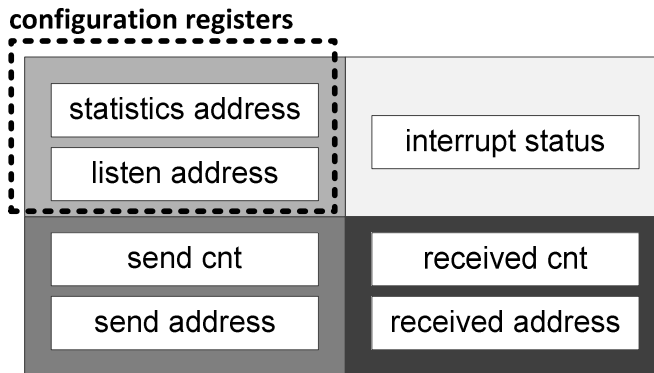 configuration registers
statistics address
listen address
interrupt status
send cnt
send address
received cnt
received address